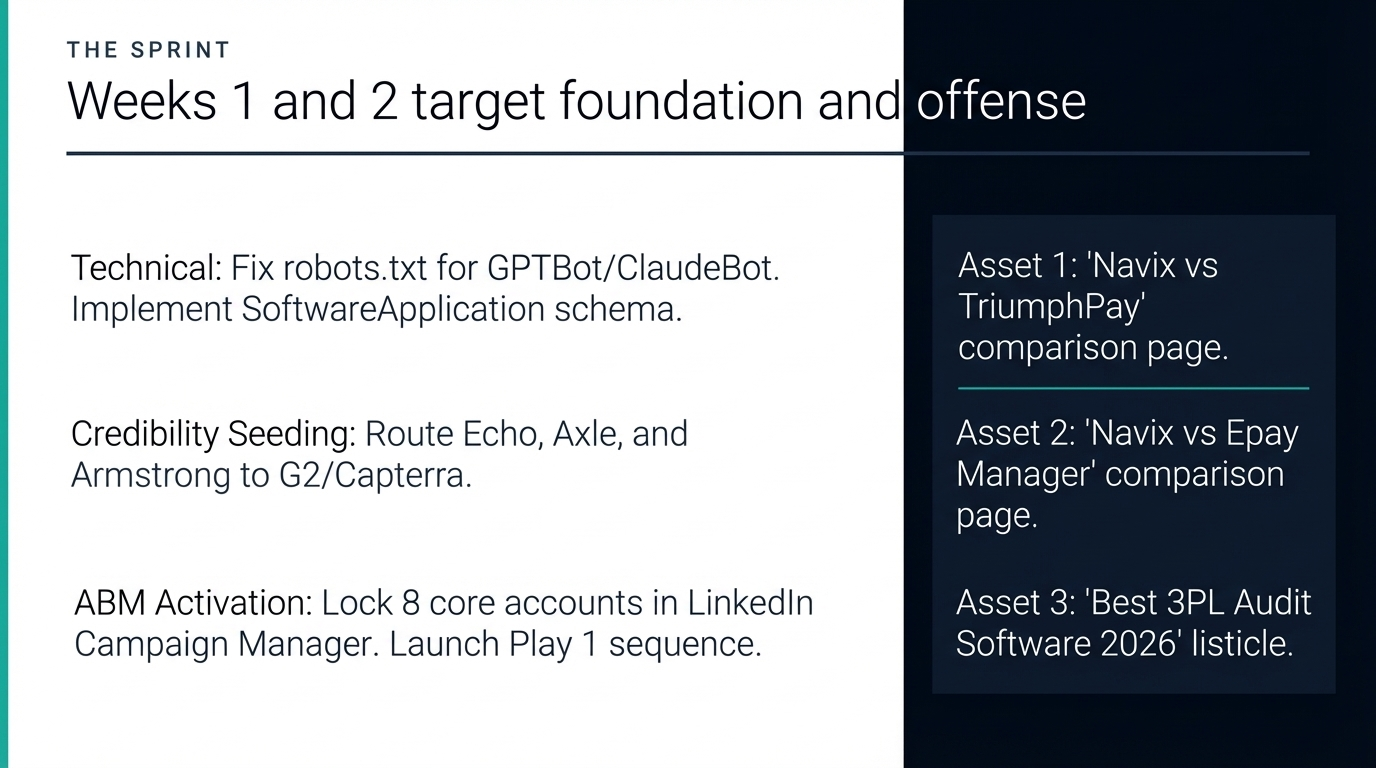 THE SPRINT
Weeks 1 and 2 target foundation and offense
Technical: Fix robots.txt for GPTBot/ClaudeBot.
Implement SoftwareApplication schema.
Credibility Seeding: Route Echo, Axle, and
Armstrong to G2/Capterra.
ABM Activation: Lock 8 core accounts in LinkedIn
Campaign Manager. Launch Play 1 sequence.
Asset 1: 'Navix vs
TriumphPay'
comparison page.
Asset 2: 'Navix vs Epay
Manager' comparison
page.
Asset 3: 'Best 3PL Audit
Software 2026' listicle.